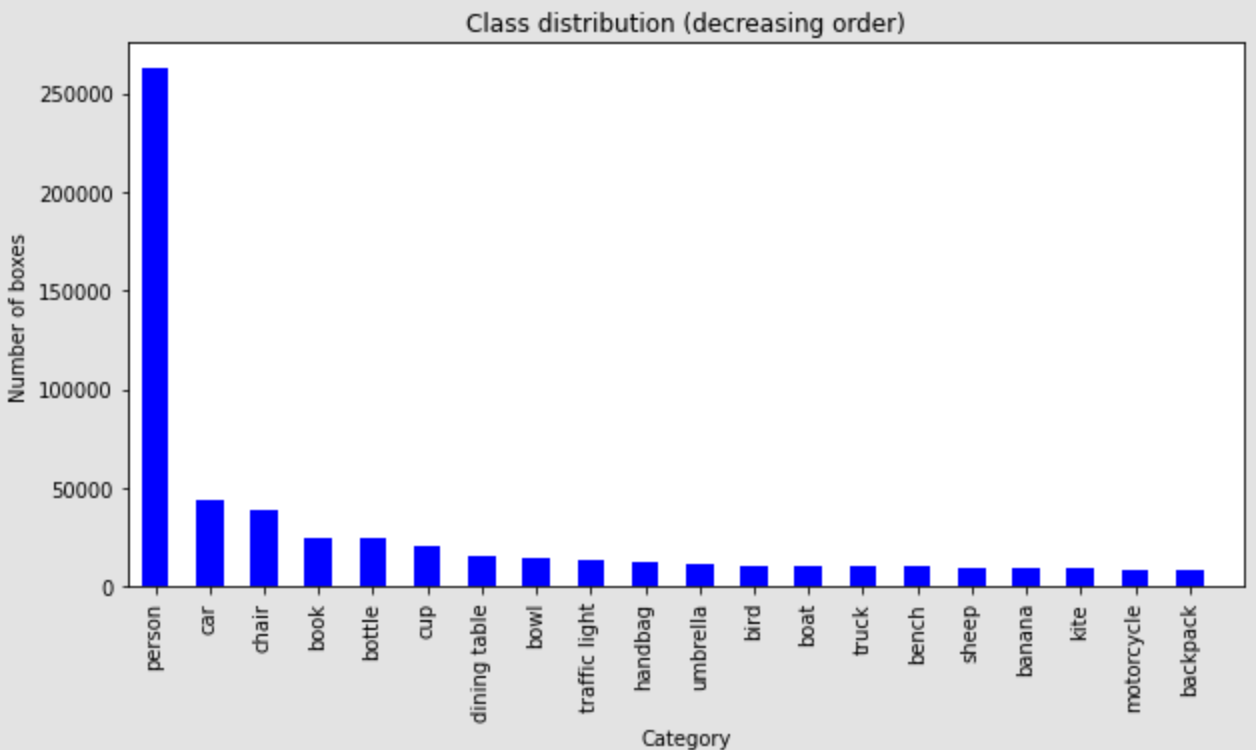 Class distribution (decreasing order)
Number of boxes
250000
200000
150000
100000
50000
0
person
car
chair
book
bottle
cup
dining table
bowl
traffic light
handbag
umbrella
bird
boat
truck
bench
sheep
banana
kite
motorcycle
backpack
Category